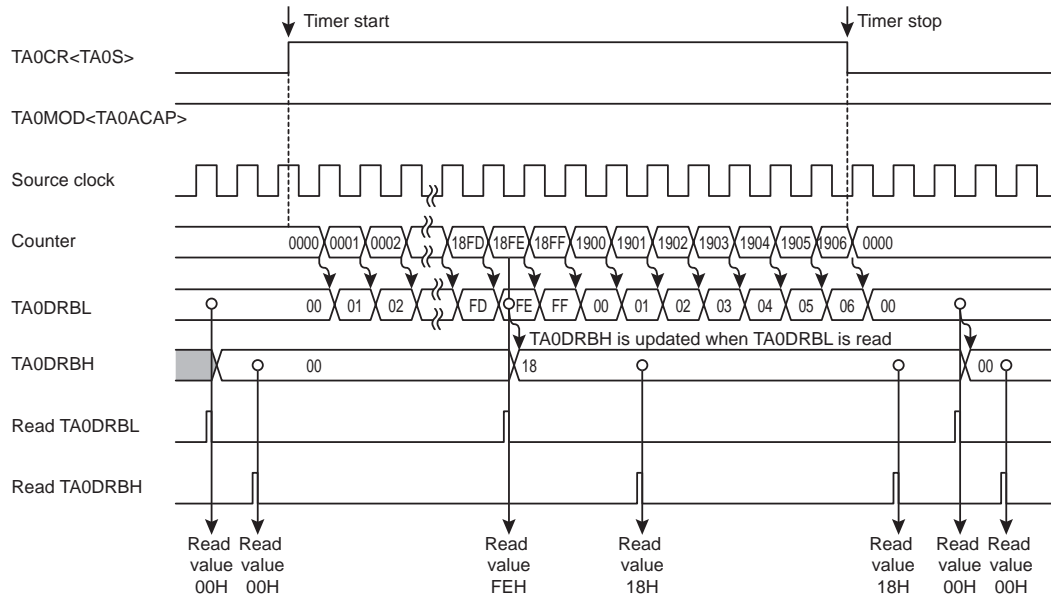 Timer start
Timer stop
TA0CR<TA0S>
TA0MOD<TA0ACAP>
Source clock
Counter 0000 0001 0002 18FD 18FE 18FF 1900 1901 1902 1903 1904 1905 1906 0000
TA0DRBL 00 01 02 FD FE FF 00 01 02 03 04 05 06 00
TA0DRBH is updated when TA0DRBL is read
TA0DRBH 00 18 00
Read TA0DRBL
Read TA0DRBH
Read Read Read Read Read Read Read
value value value value value value value
00H 00H FEH 18H 18H 00H 00H